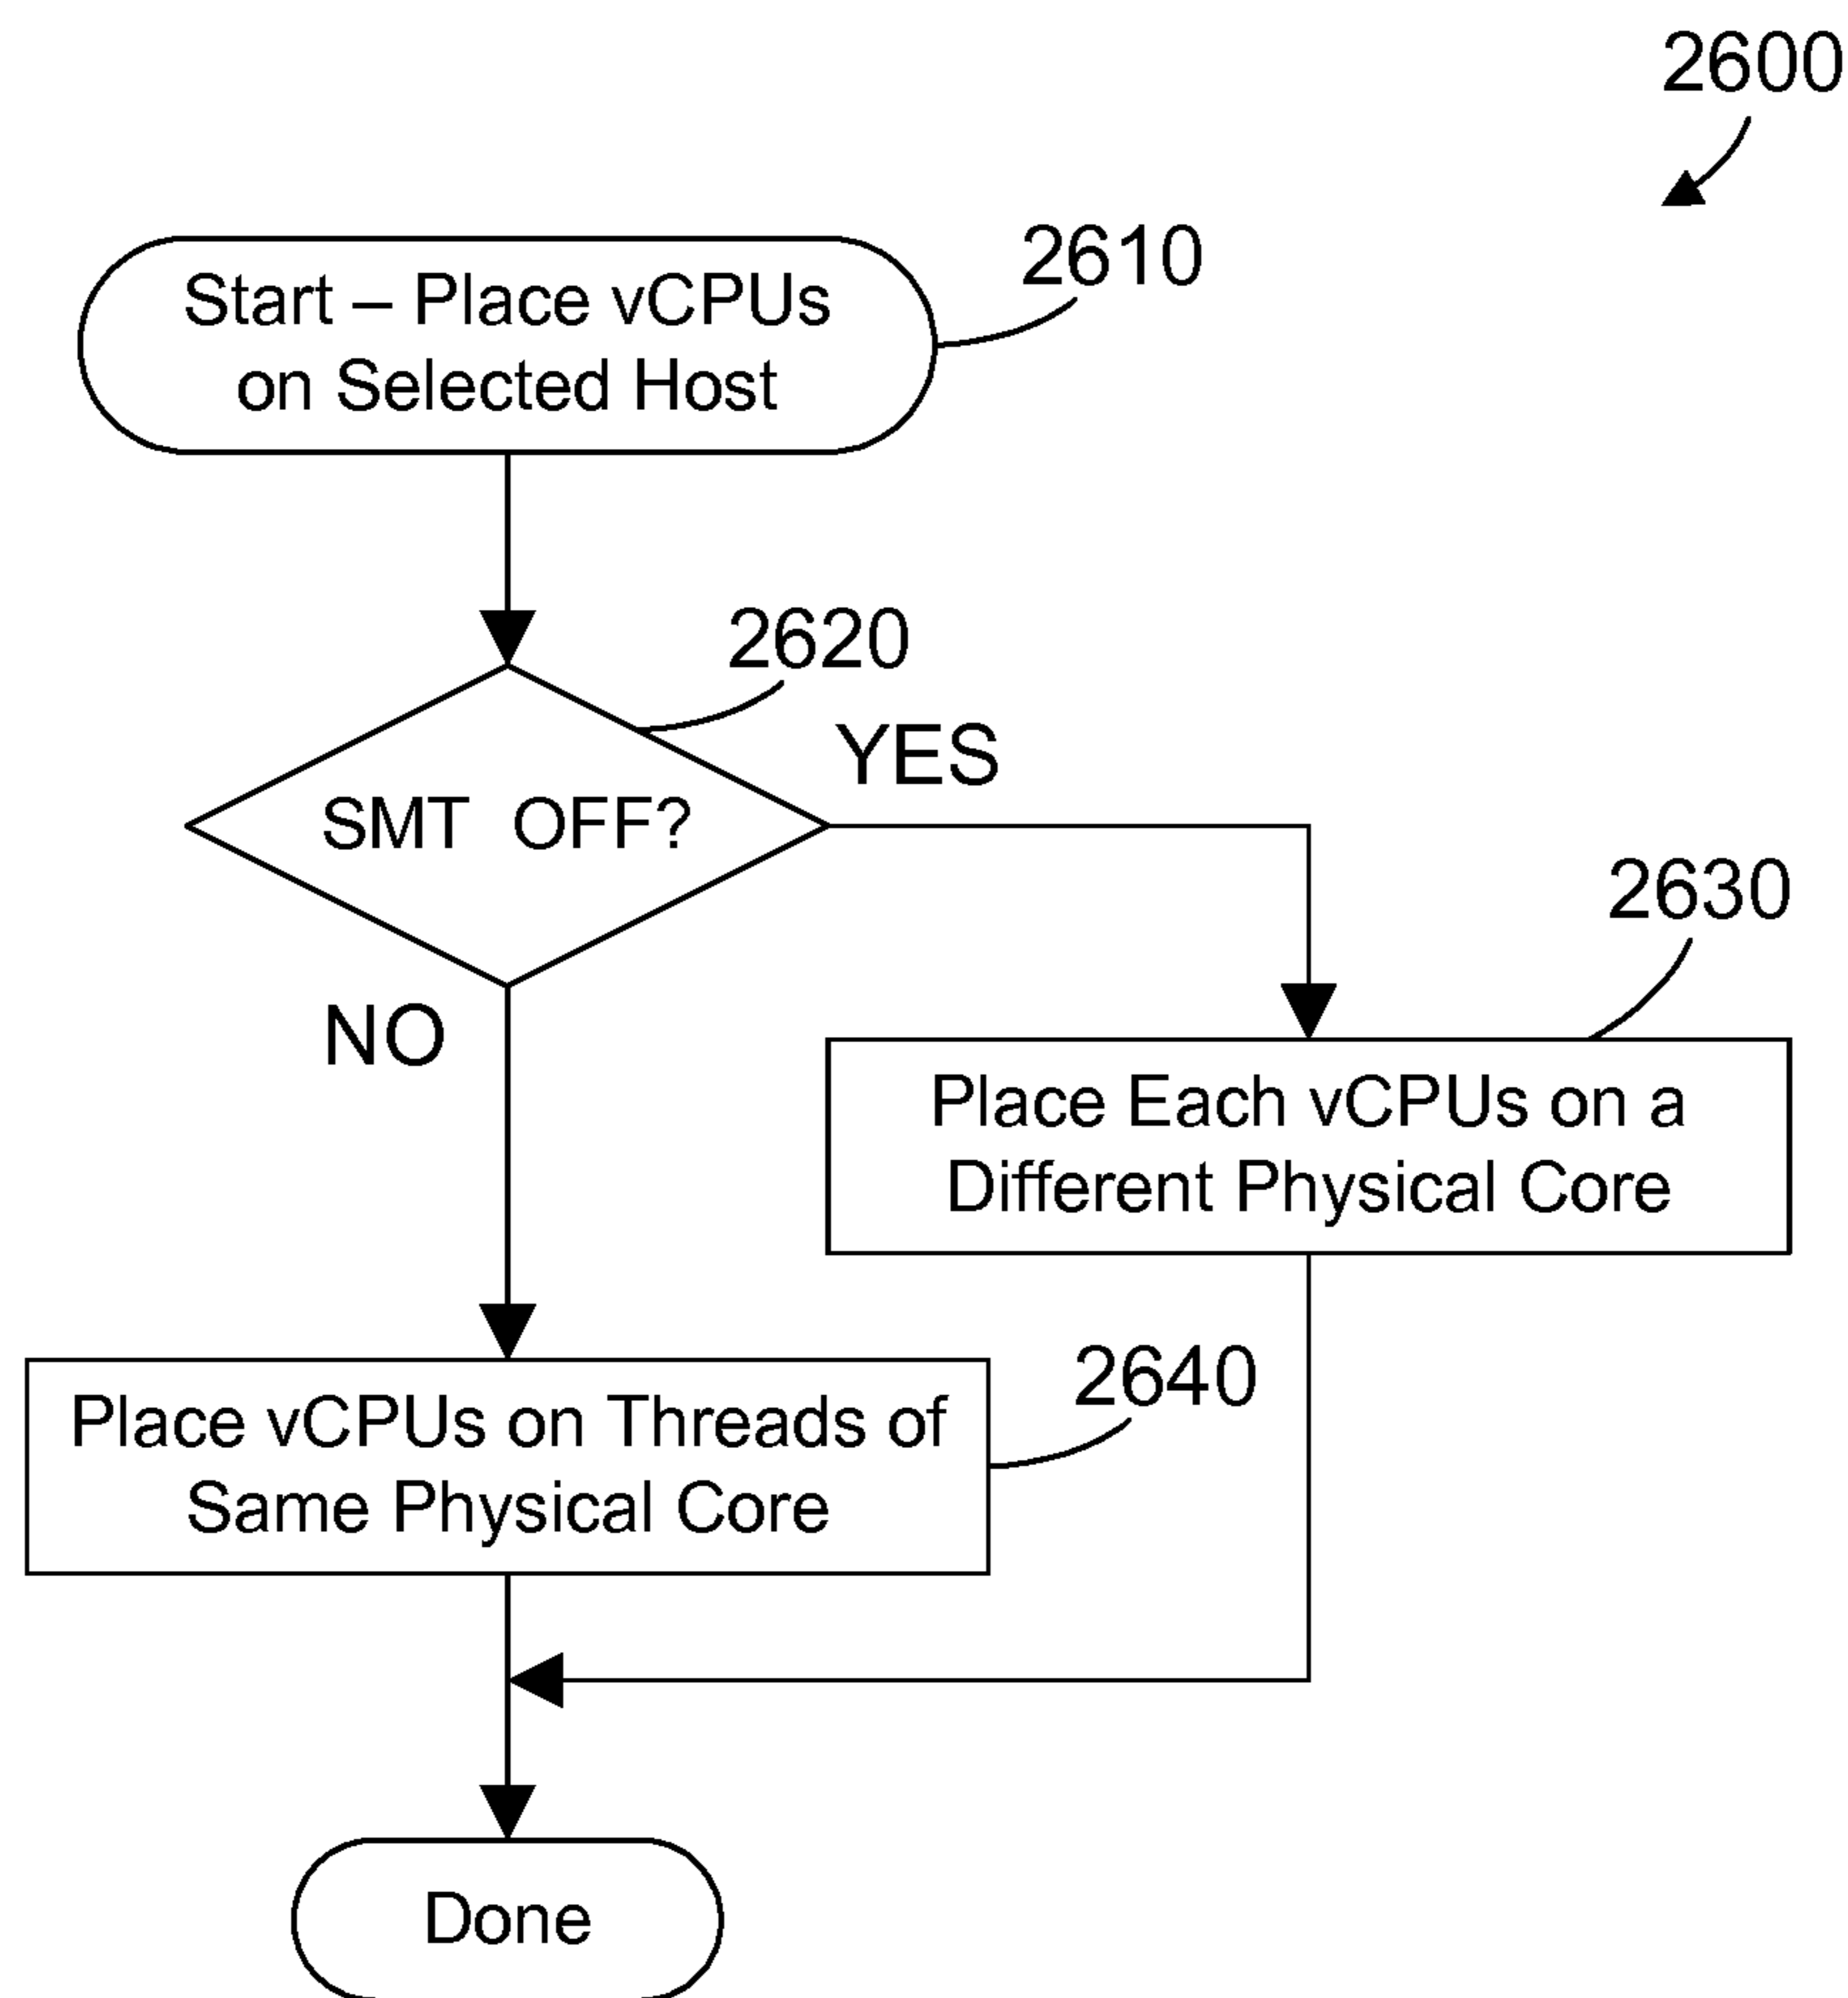 2600
2610
Start – Place vCPUs
on Selected Host
2620
YES
SMT OFF?
2630
NO
Place Each vCPUs on a
Different Physical Core
2640
Place vCPUs on Threads of
Same Physical Core
Done